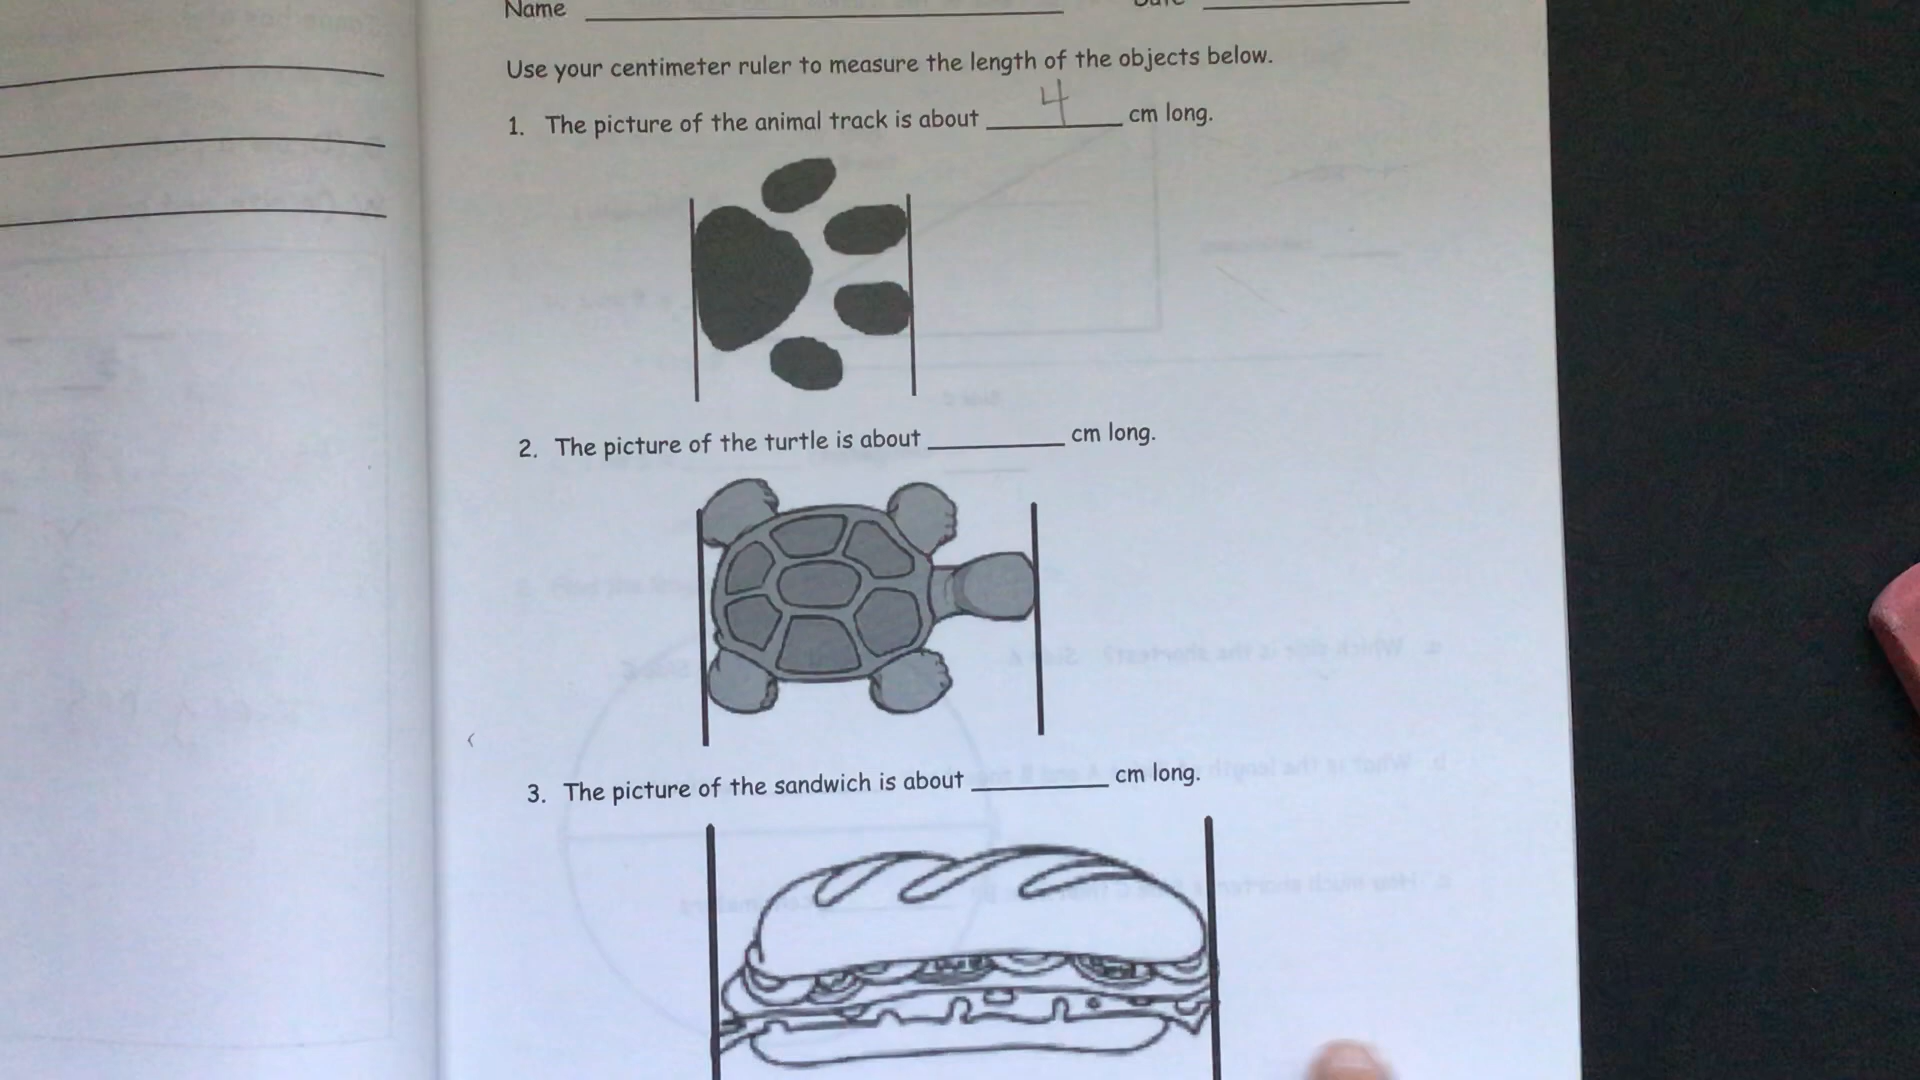 Name
Use your centimeter ruler to measure the length of the objects below.
1. The picture of the animal track is about 4 cm long.
2. The picture of the turtle is about ________ cm long.
3. The picture of the sandwich is about ________ cm long.